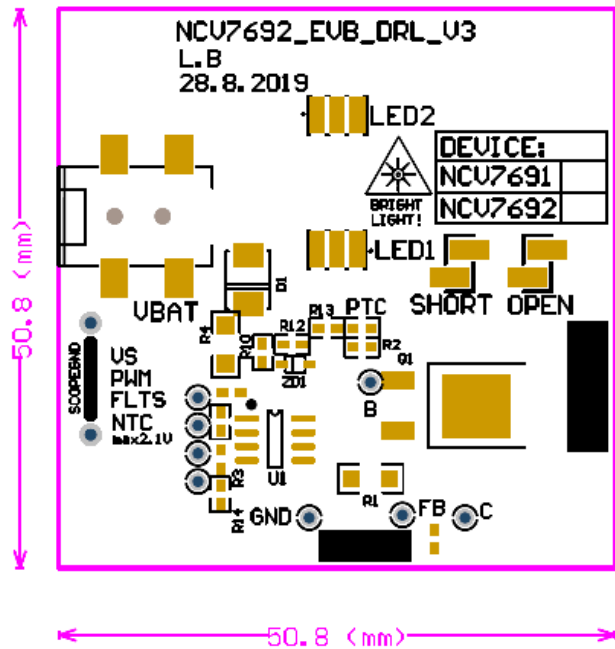 NCV7692_EVB_DRL_V3
L.B
28.8.2019
LED2
DEVICE:
NCV7691
NCV7692
BRIGHT
LIGHT!
LED1
SHORT OPEN
VBAT
D1
R4
R10
R12
R13
PTC
R2
Q1
ZD1
SCOPEGND
VS
PWM
FLTS
NTC
max2.1V
B
R3
U1
R1
R14
GND
FB
C
50.8 (mm)
50.8 (mm)